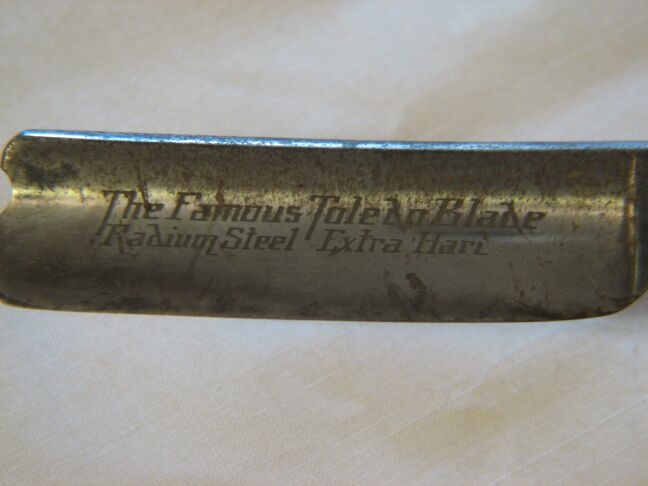 The Famous Toledo Blade
Radium Steel Extra Hard